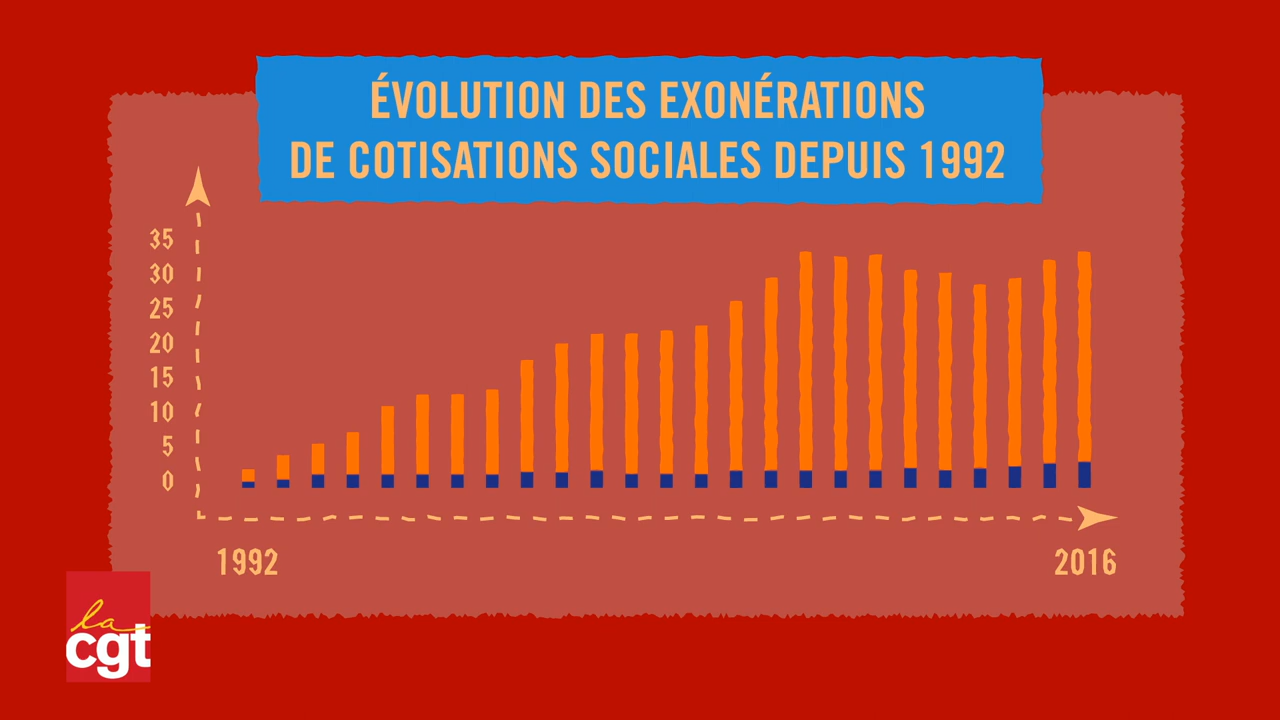 ÉVOLUTION DES EXONÉRATIONS
DE COTISATIONS SOCIALES DEPUIS 1992
35
30
25
20
15
10
5
0
1992
2016
la
cgt